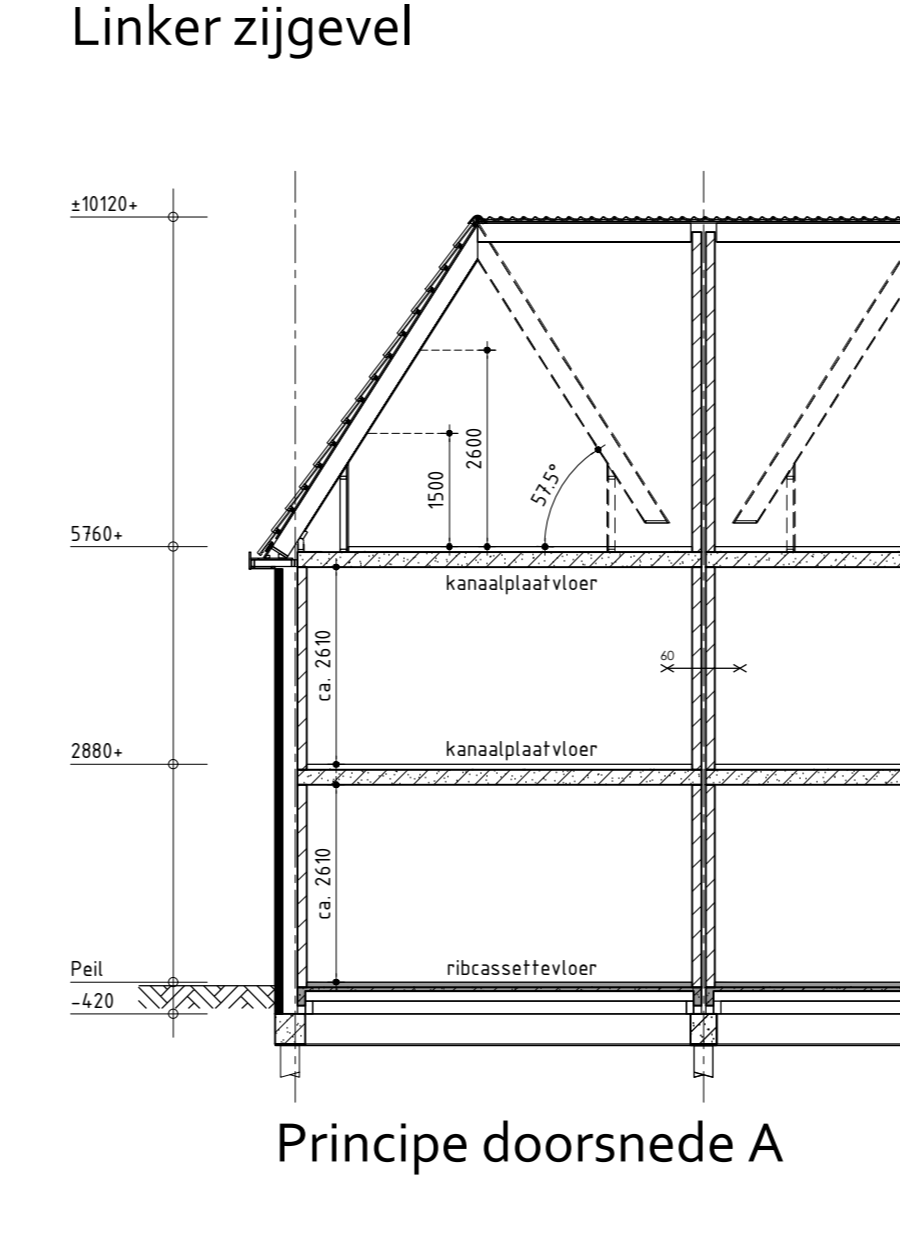 Linker zijgevel
±10120+
2600
1500
57.5°
5760+
kanaalplaatvloer
ca. 2610
60
2880+
kanaalplaatvloer
ca. 2610
Peil
ribcassettevloer
-420
Principe doorsnede A